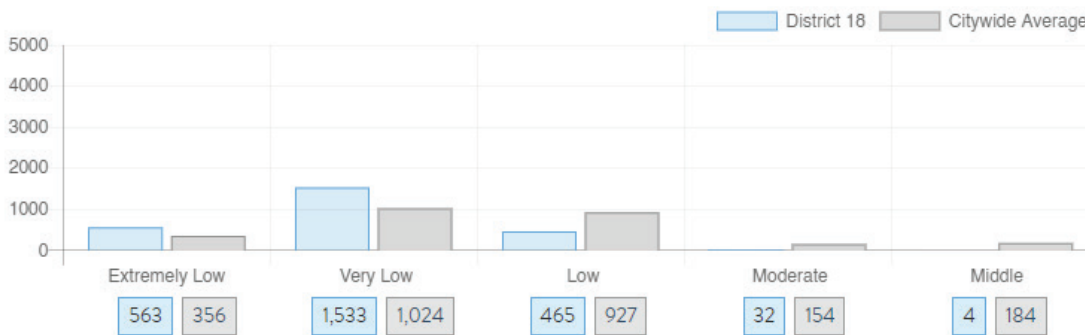 District 18 Citywide Average
5000
4000
3000
2000
1000
0
Extremely Low Very Low Low Moderate Middle
563 356 1,533 1,024 465 927 32 154 4 184